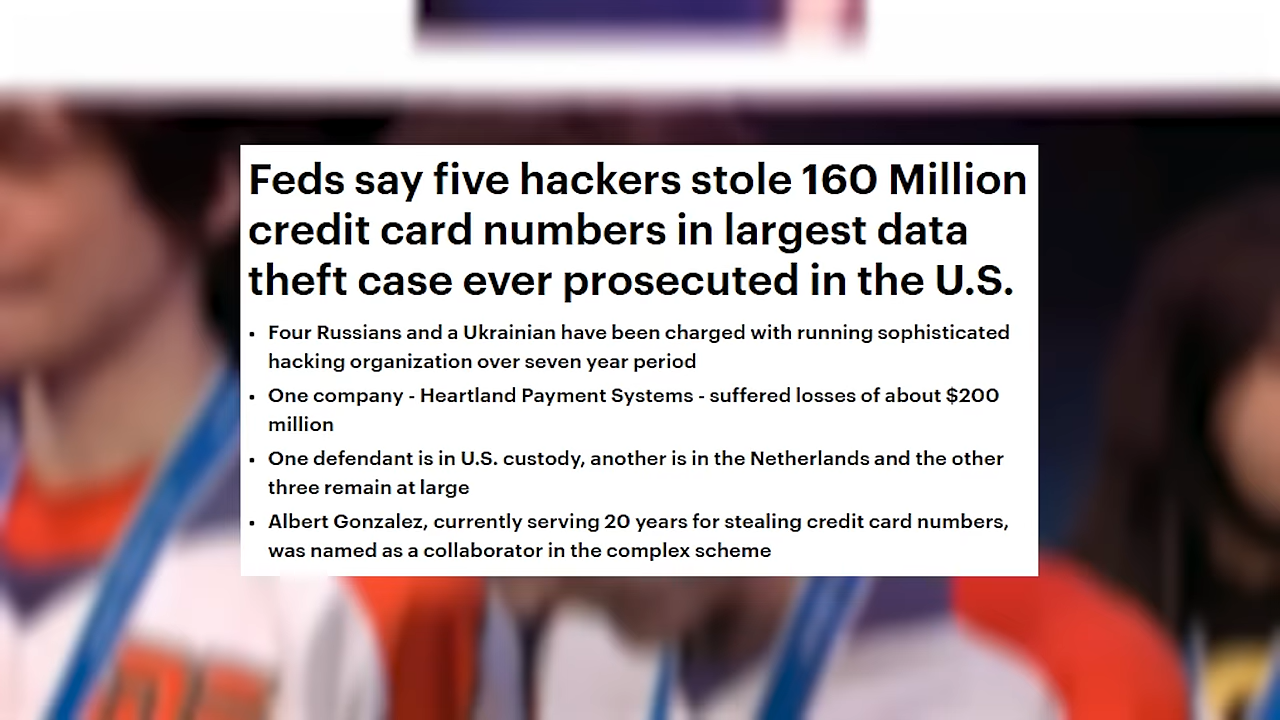 Feds say five hackers stole 160 Million
credit card numbers in largest data
theft case ever prosecuted in the U.S.
• Four Russians and a Ukrainian have been charged with running sophisticated
hacking organization over seven year period
• One company - Heartland Payment Systems - suffered losses of about $200
million
• One defendant is in U.S. custody, another is in the Netherlands and the other
three remain at large
• Albert Gonzalez, currently serving 20 years for stealing credit card numbers,
was named as a collaborator in the complex scheme